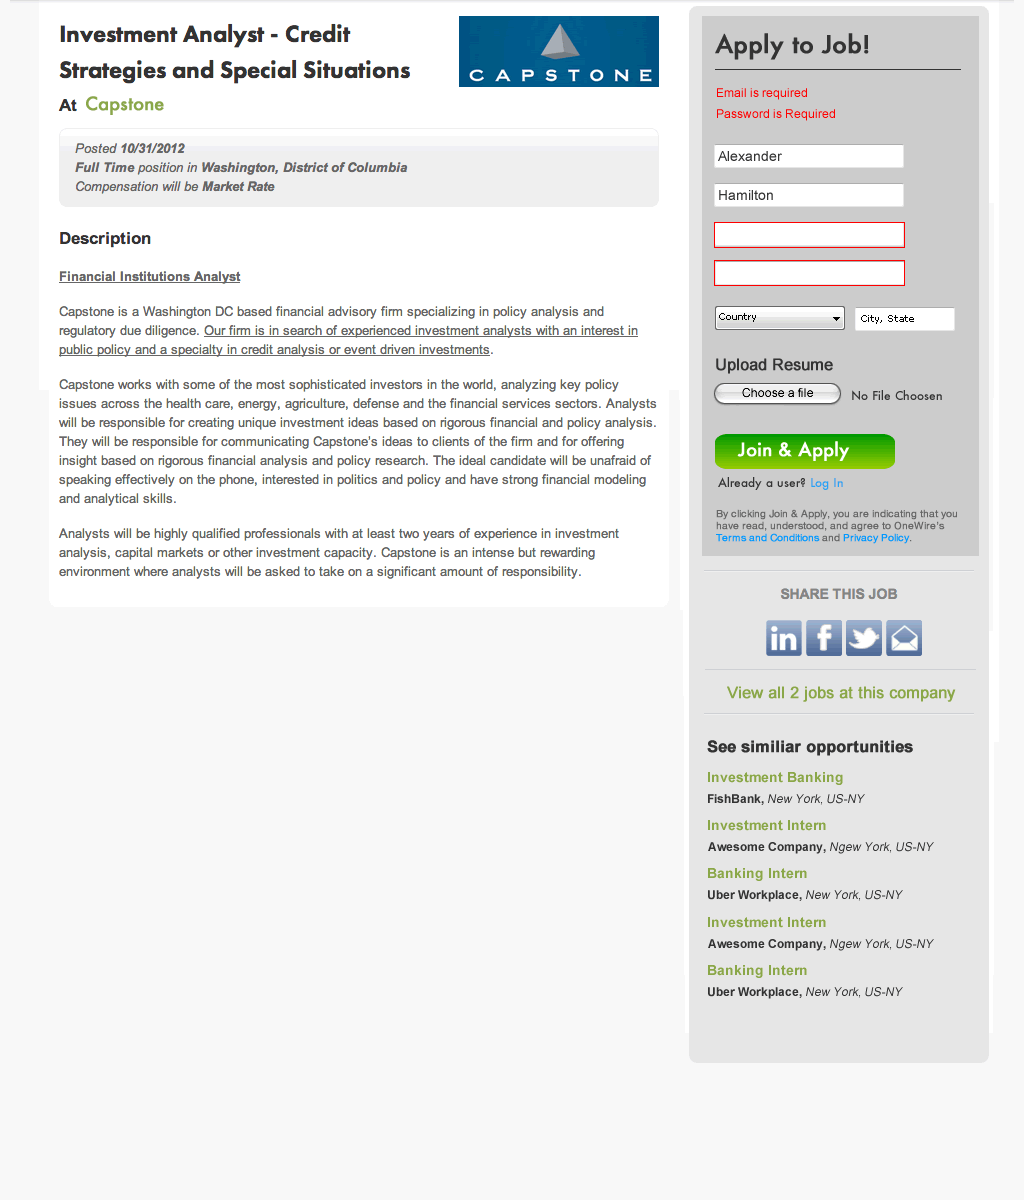 Investment Analyst - Credit
Strategies and Special Situations
At Capstone
CAPSTONE
Posted 10/31/2012
Full Time position in Washington, District of Columbia
Compensation will be Market Rate
Description
Financial Institutions Analyst
Capstone is a Washington DC based financial advisory firm specializing in policy analysis and
regulatory due diligence. Our firm is in search of experienced investment analysts with an interest in
public policy and a specialty in credit analysis or event driven investments.
Capstone works with some of the most sophisticated investors in the world, analyzing key policy
issues across the health care, energy, agriculture, defense and the financial services sectors. Analysts
will be responsible for creating unique investment ideas based on rigorous financial and policy analysis.
They will be responsible for communicating Capstone's ideas to clients of the firm and for offering
insight based on rigorous financial analysis and policy research. The ideal candidate will be unafraid of
speaking effectively on the phone, interested in politics and policy and have strong financial modeling
and analytical skills.
Analysts will be highly qualified professionals with at least two years of experience in investment
analysis, capital markets or other investment capacity. Capstone is an intense but rewarding
environment where analysts will be asked to take on a significant amount of responsibility.
Apply to Job!
Email is required
Password is Required
Alexander
Hamilton
Country
City, State
Upload Resume
Choose a file
No File Choosen
Join & Apply
Already a user? Log In
By clicking Join & Apply, you are indicating that you
have read, understood, and agree to OneWire's
Terms and Conditions and Privacy Policy.
SHARE THIS JOB
in f
View all 2 jobs at this company
See similiar opportunities
Investment Banking
FishBank, New York, US-NY
Investment Intern
Awesome Company, Ngew York, US-NY
Banking Intern
Uber Workplace, New York, US-NY
Investment Intern
Awesome Company, Ngew York, US-NY
Banking Intern
Uber Workplace, New York, US-NY